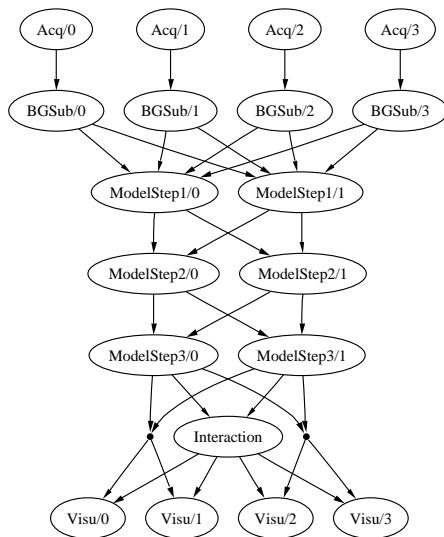 Acq/0
Acq/1
Acq/2
Acq/3
BGSub/0
BGSub/1
BGSub/2
BGSub/3
ModelStep1/0
ModelStep1/1
ModelStep2/0
ModelStep2/1
ModelStep3/0
ModelStep3/1
Interaction
Visu/0
Visu/1
Visu/2
Visu/3